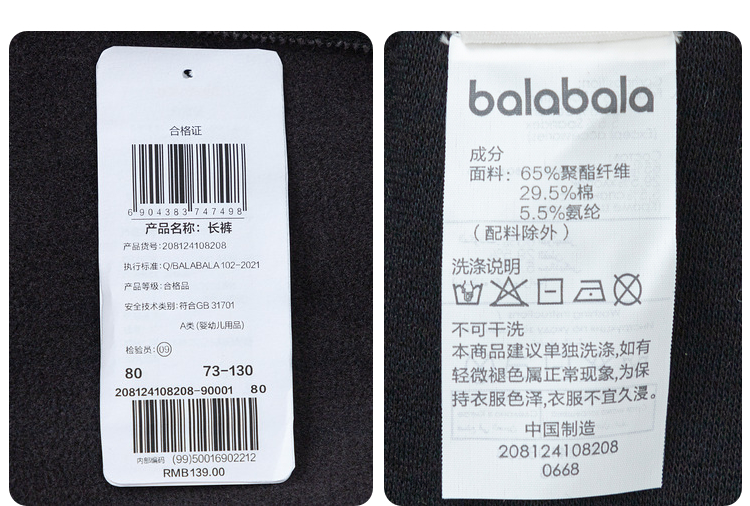 合格证
6 904383 747498
产品名称: 长裤
产品货号: 208124108208
执行标准: Q/BALABALA 102-2021
产品等级: 合格品
安全技术类别: 符合GB 31701
A类 (婴幼儿用品)
检验员: 09
80 73-130
208124108208-90001 80
内部编码 (99)50016902212
RMB139.00
balabala
成分
面料: 65%聚酯纤维
29.5%棉
5.5%氨纶
(配料除外)
洗涤说明
不可干洗
本商品建议单独洗涤,如有
轻微褪色属正常现象,为保
持衣服色泽,衣服不宜久浸。
中国制造
208124108208
0668